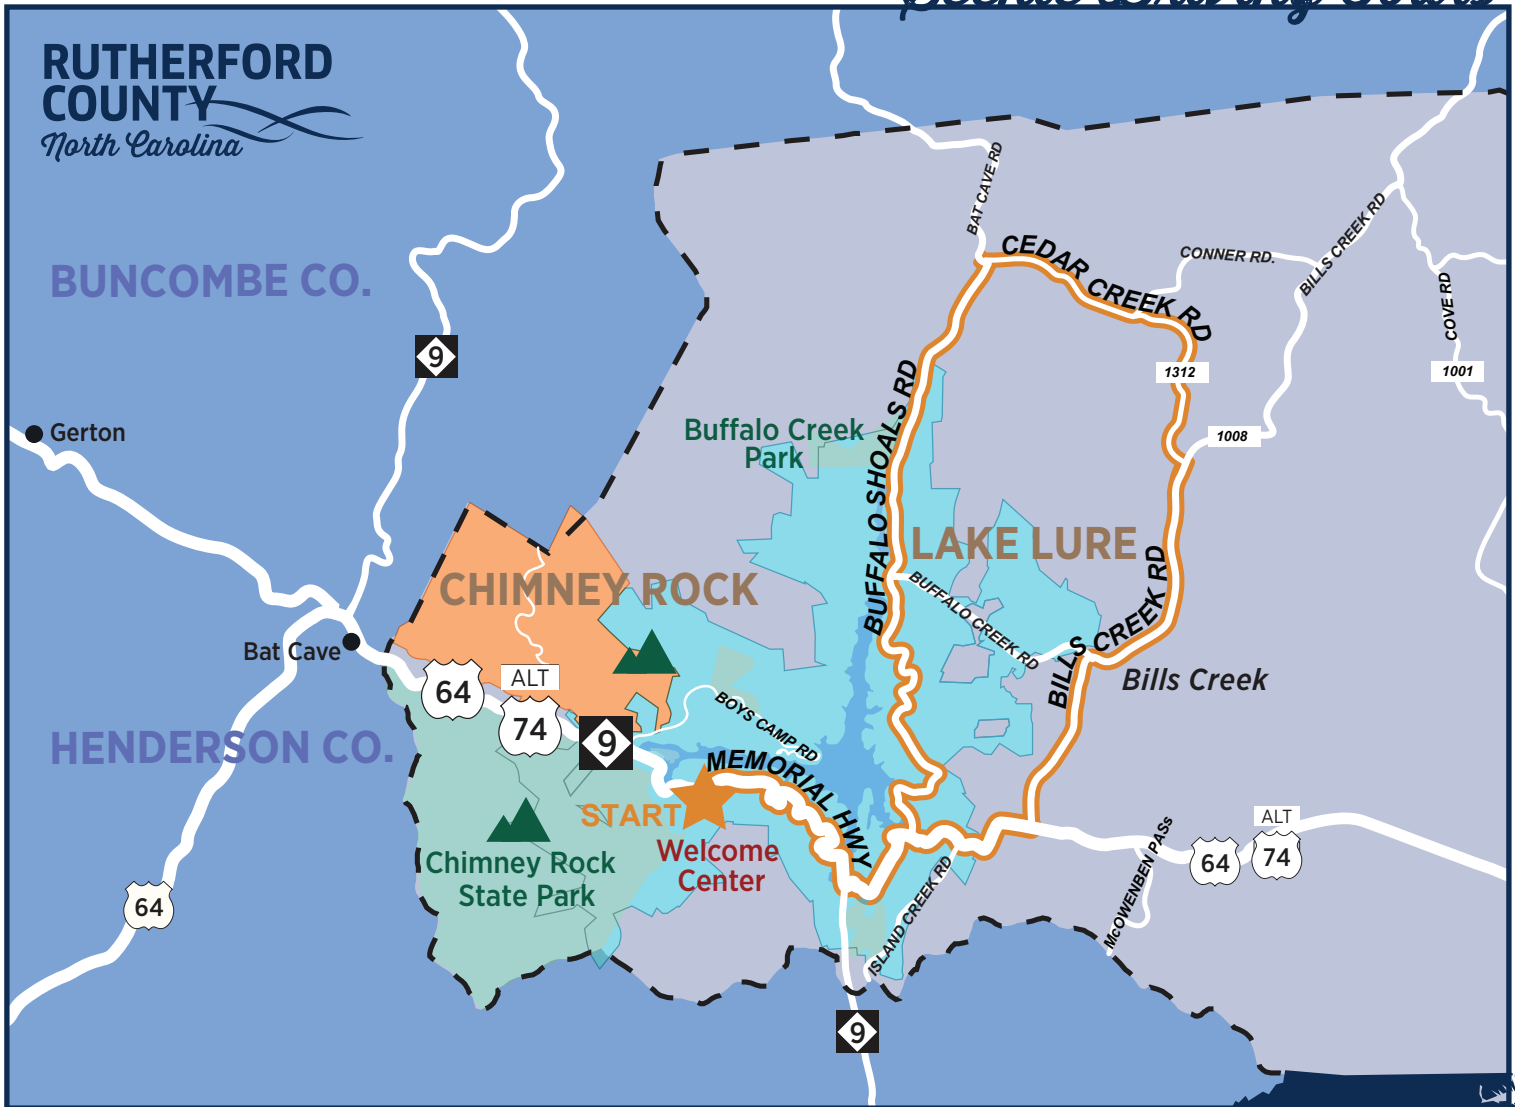 Scenic Driving Tours
RUTHERFORD
COUNTY
North Carolina
BAT CAVE RD
CEDAR CREEK RD
CONNER RD.
BILLS CREEK RD
COVE RD
BUNCOMBE CO.
9
1312
1001
Gerton
Buffalo Creek
Park
BUFFALO SHOALS RD
1008
LAKE LURE
CHIMNEY ROCK
BUFFALO CREEK RD
BILLS CREEK RD
Bat Cave
Bills Creek
64
ALT
74
9
BOYS CAMP RD
HENDERSON CO.
MEMORIAL HWY
START
Welcome
Center
Chimney Rock
State Park
ALT
64
74
McOWENBEN PASs
ISLAND CREEK RD
64
9